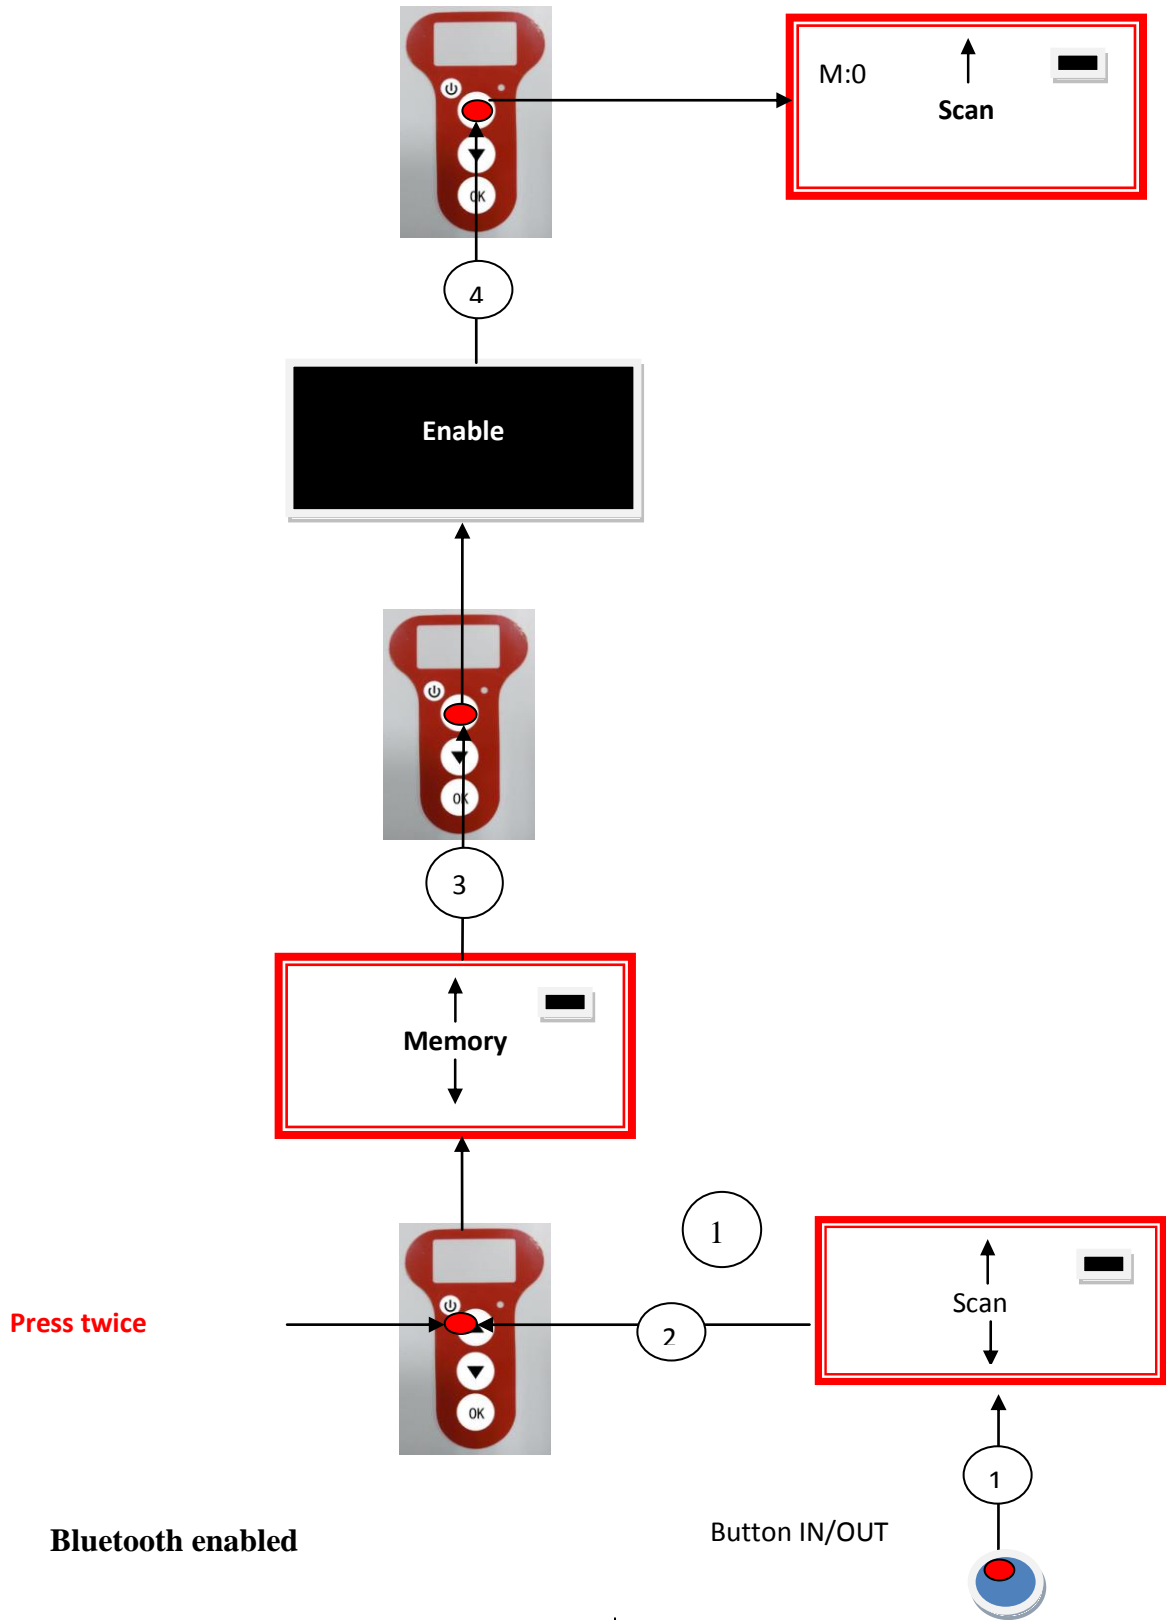 M:0
Scan
OK
4
Enable
OK
3
Memory
1
Scan
Press twice
2
OK
1
Button IN/OUT
Bluetooth enabled